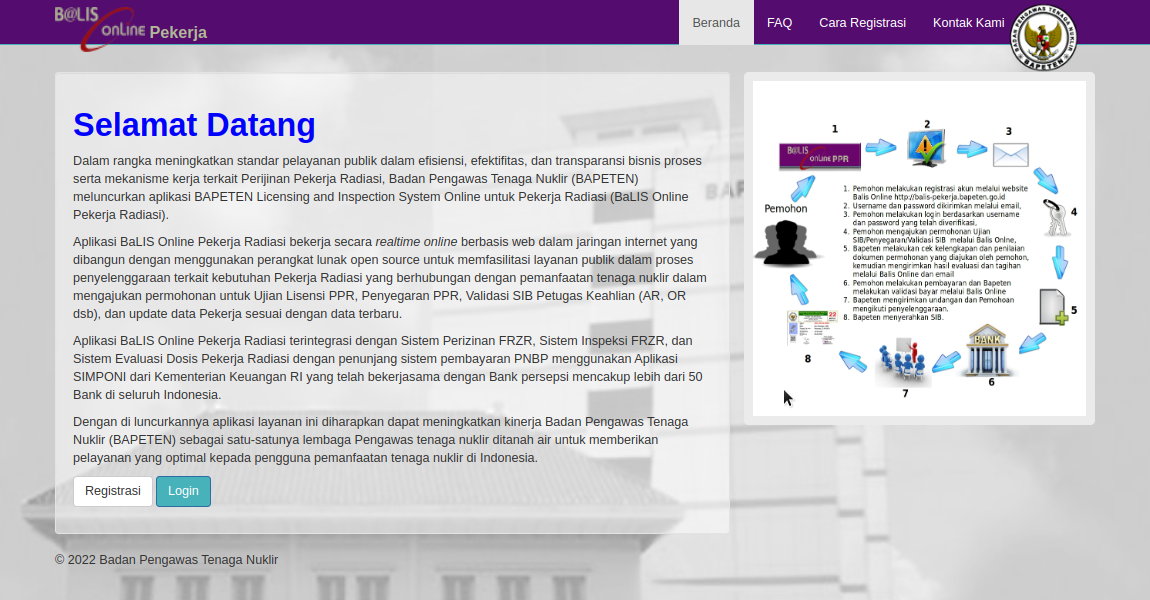 B@LIS OnLine Pekerja
Beranda
FAQ
Cara Registrasi
Kontak Kami
BADAN PENGAWAS TENAGA NUKLIR
BAPETEN
Selamat Datang
Dalam rangka meningkatkan standar pelayanan publik dalam efisiensi, efektifitas, dan transparansi bisnis proses
serta mekanisme kerja terkait Perijinan Pekerja Radiasi, Badan Pengawas Tenaga Nuklir (BAPETEN)
meluncurkan aplikasi BAPETEN Licensing and Inspection System Online untuk Pekerja Radiasi (BaLIS Online
Pekerja Radiasi).
Aplikasi BaLIS Online Pekerja Radiasi bekerja secara realtime online berbasis web dalam jaringan internet yang
dibangun dengan menggunakan perangkat lunak open source untuk memfasilitasi layanan publik dalam proses
penyelenggaraan terkait kebutuhan Pekerja Radiasi yang berhubungan dengan pemanfaatan tenaga nuklir dalam
mengajukan permohonan untuk Ujian Lisensi PPR, Penyegaran PPR, Validasi SIB Petugas Keahlian (AR, OR
dsb), dan update data Pekerja sesuai dengan data terbaru.
Aplikasi BaLIS Online Pekerja Radiasi terintegrasi dengan Sistem Perizinan FRZR, Sistem Inspeksi FRZR, dan
Sistem Evaluasi Dosis Pekerja Radiasi dengan penunjang sistem pembayaran PNBP menggunakan Aplikasi
SIMPONI dari Kementerian Keuangan RI yang telah bekerjasama dengan Bank persepsi mencakup lebih dari 50
Bank di seluruh Indonesia.
Dengan di luncurkannya aplikasi layanan ini diharapkan dapat meningkatkan kinerja Badan Pengawas Tenaga
Nuklir (BAPETEN) sebagai satu-satunya lembaga Pengawas tenaga nuklir ditanah air untuk memberikan
pelayanan yang optimal kepada pengguna pemanfaatan tenaga nuklir di Indonesia.
Registrasi
Login
1
2
3
B@LIS OnLine PPR
Pemohon
1. Pemohon melakukan registrasi akun melalui website
Balis Online http://balis-pekerja.bapeten.go.id
2. Username dan password dikirimkan melalui email,
3. Pemohon melakukan login berdasarkan username
dan password yang telah diverifikasi,
4. Pemohon mengajukan permohonan Ujian
SIB/Penyegaran/Validasi SIB melalui Balis Onlne,
5. Bapeten melakukan cek kelengkapan dan penilaian
dokumen permohonan yang diajukan oleh pemohon,
kemudian mengirimkan hasil evaluasi dan tagihan
melalui Balis Online dan email
6. Pemohon melakukan pembayaran dan Bapeten
melakukan validasi bayar melalui Balis Online
7. Bapeten mengirimkan undangan dan Pemohoan
mengikuti penyelenggaraan.
8. Bapeten menyerahkan SIB.
4
5
BANK
6
7
8
22
© 2022 Badan Pengawas Tenaga Nuklir